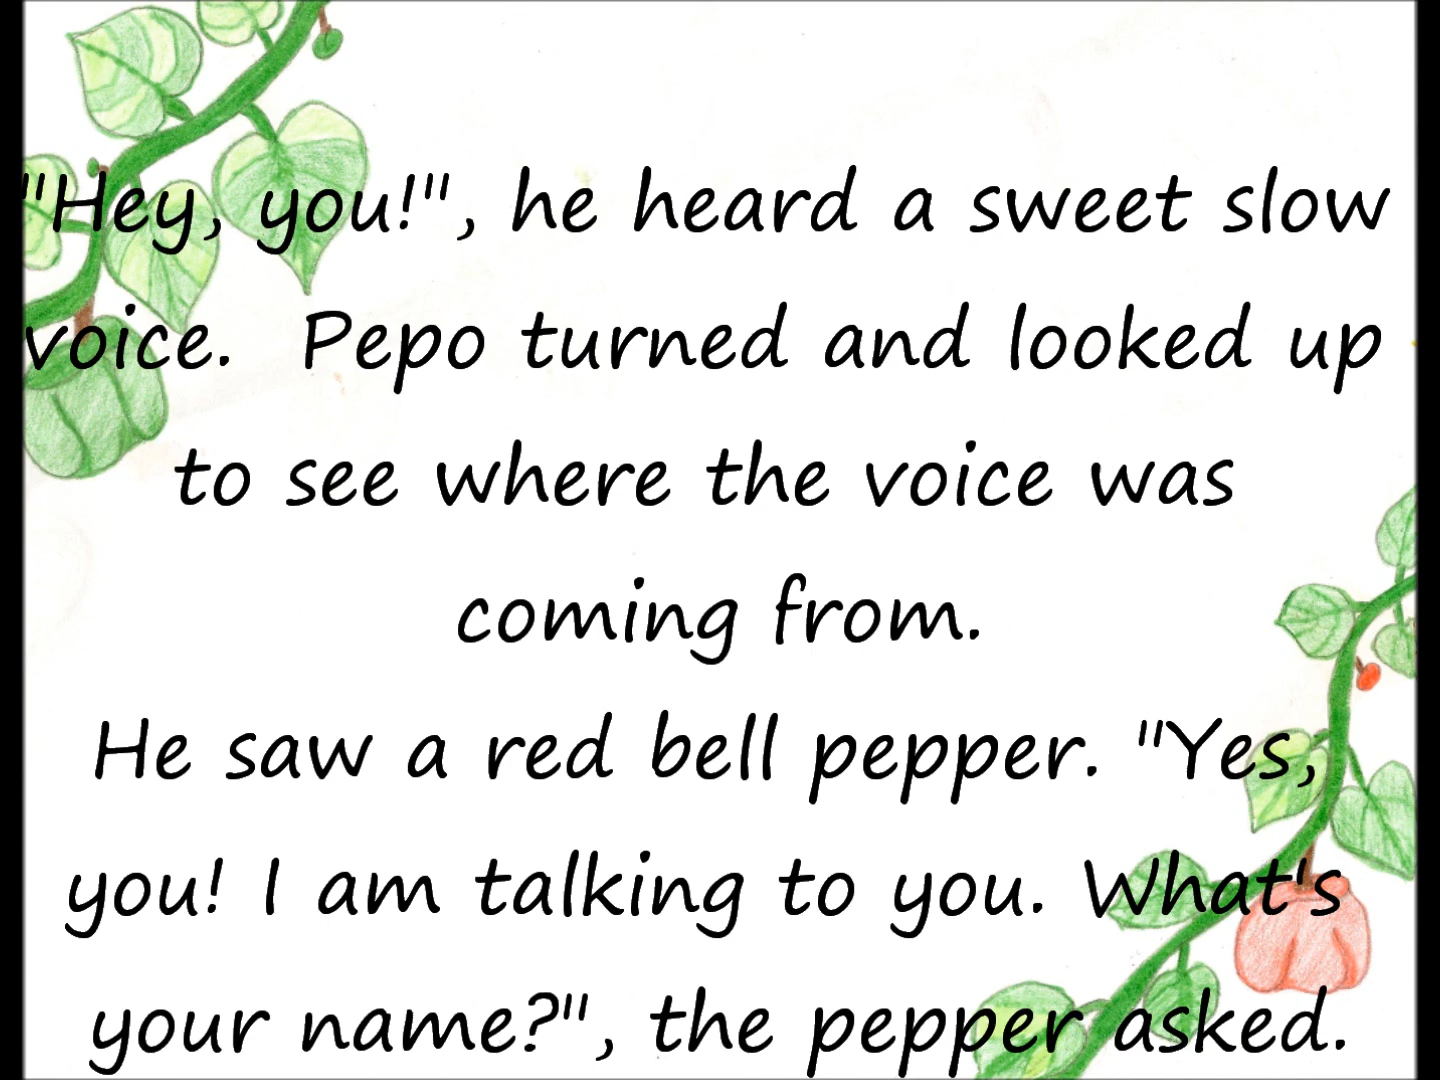 "Hey, you!", he heard a sweet slow
voice.  Pepo turned and looked up
to see where the voice was
coming from.
He saw a red bell pepper. "Yes,
you! I am talking to you. What's
your name?", the pepper asked.